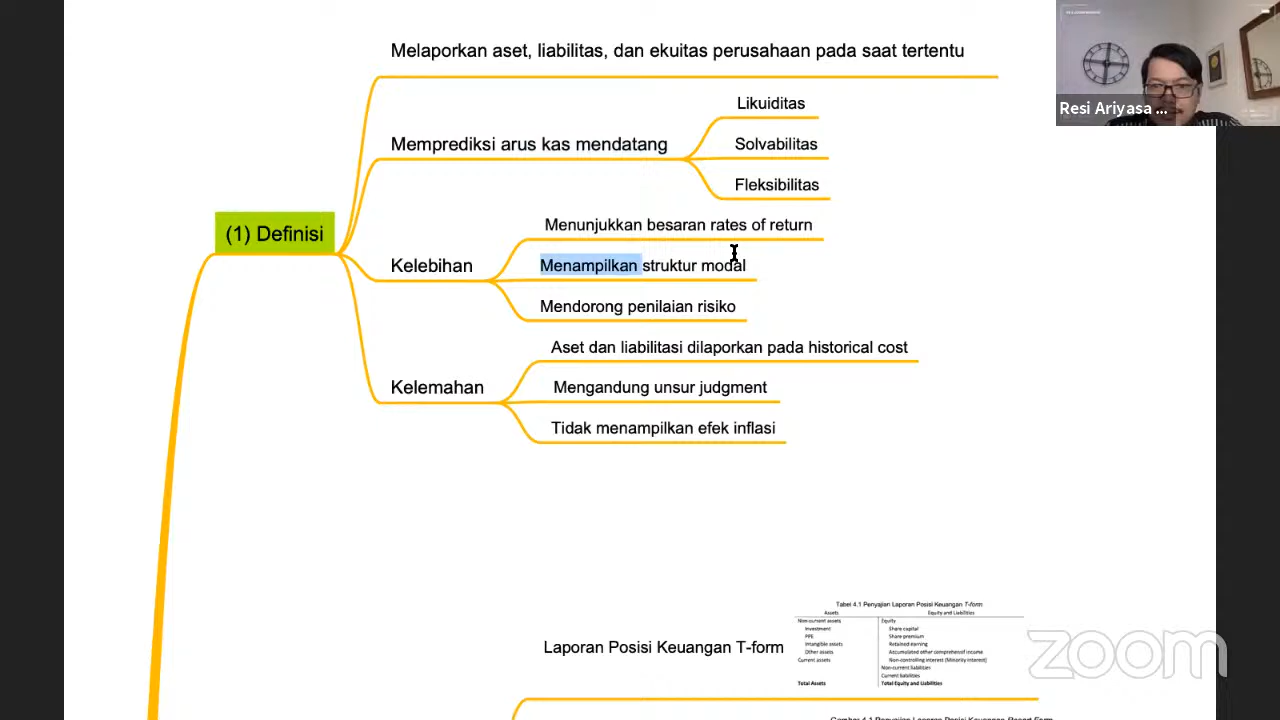 Melaporkan aset, liabilitas, dan ekuitas perusahaan pada saat tertentu
Resi Ariyasa ...
Likuiditas
Memprediksi arus kas mendatang
Solvabilitas
Fleksibilitas
(1) Definisi
Menunjukkan besaran rates of return
Kelebihan
Menampilkan struktur modal
Mendorong penilaian risiko
Aset dan liabilitasi dilaporkan pada historical cost
Kelemahan
Mengandung unsur judgment
Tidak menampilkan efek inflasi
Laporan Posisi Keuangan T-form
Tabel 4.1 Penyajian Laporan Posisi Keuangan T-form
Assets Equity and Liabilities
Non-current assets Equity
Investment Share capital
PPE Share premium
Intangible assets Retained earning
Other assets Accumulated other comprehensif income
Current assets Non-controlling interest (Minority interest)
Non-current liabilities
Current liabilities
Total Assets Total Equity and Liabilities
zoom